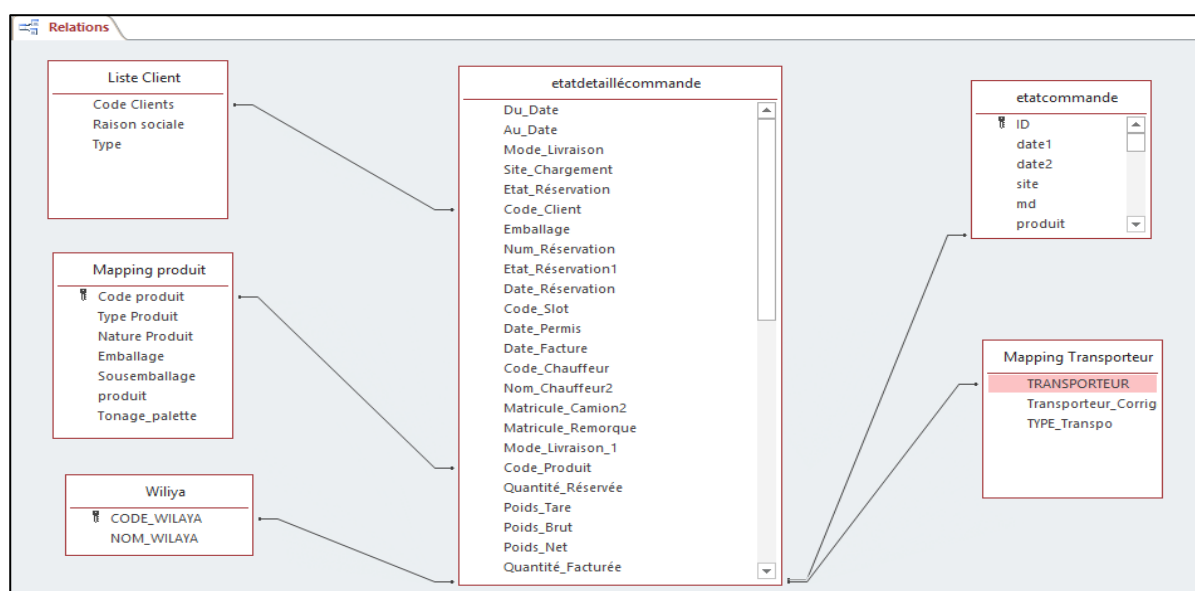 Relations
Liste Client
Code Clients
Raison sociale
Type
Mapping produit
Code produit
Type Produit
Nature Produit
Emballage
Sousemballage
produit
Tonage_palette
Wiliya
CODE_WILAYA
NOM_WILAYA
etatdetaillécommande
Du_Date
Au_Date
Mode_Livraison
Site_Chargement
Etat_Réservation
Code_Client
Emballage
Num_Réservation
Etat_Réservation1
Date_Réservation
Code_Slot
Date_Permis
Date_Facture
Code_Chauffeur
Nom_Chauffeur2
Matricule_Camion2
Matricule_Remorque
Mode_Livraison_1
Code_Produit
Quantité_Réservée
Poids_Tare
Poids_Brut
Poids_Net
Quantité_Facturée
etatcommande
ID
date1
date2
site
md
produit
Mapping Transporteur
TRANSPORTEUR
Transporteur_Corrig
TYPE_Transpo